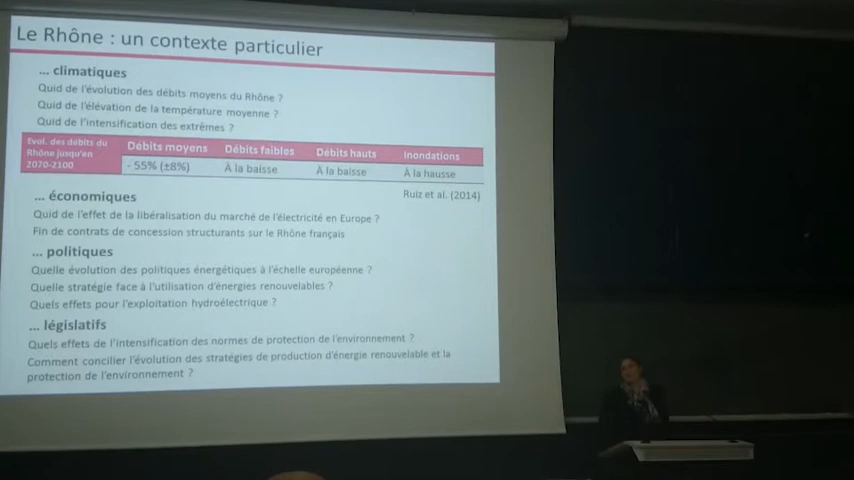 Le Rhône : un contexte particulier
... climatiques
Quid de l'évolution des débits moyens du Rhône ?
Quid de l'élévation de la température moyenne ?
Quid de l'intensification des extrêmes ?
Evol. des débits du Rhône jusqu'en 2070-2100
Débits moyens Débits faibles Débits hauts Inondations
- 55% (±8%) À la baisse À la baisse À la hausse
Ruiz et al. (2014)
... économiques
Quid de l'effet de la libéralisation du marché de l'électricité en Europe ?
Fin de contrats de concession structurants sur le Rhône français
... politiques
Quelle évolution des politiques énergétiques à l'échelle européenne ?
Quelle stratégie face à l'utilisation d'énergies renouvelables ?
Quels effets pour l'exploitation hydroélectrique ?
... législatifs
Quels effets de l'intensification des normes de protection de l'environnement ?
Comment concilier l'évolution des stratégies de production d'énergie renouvelable et la
protection de l'environnement ?